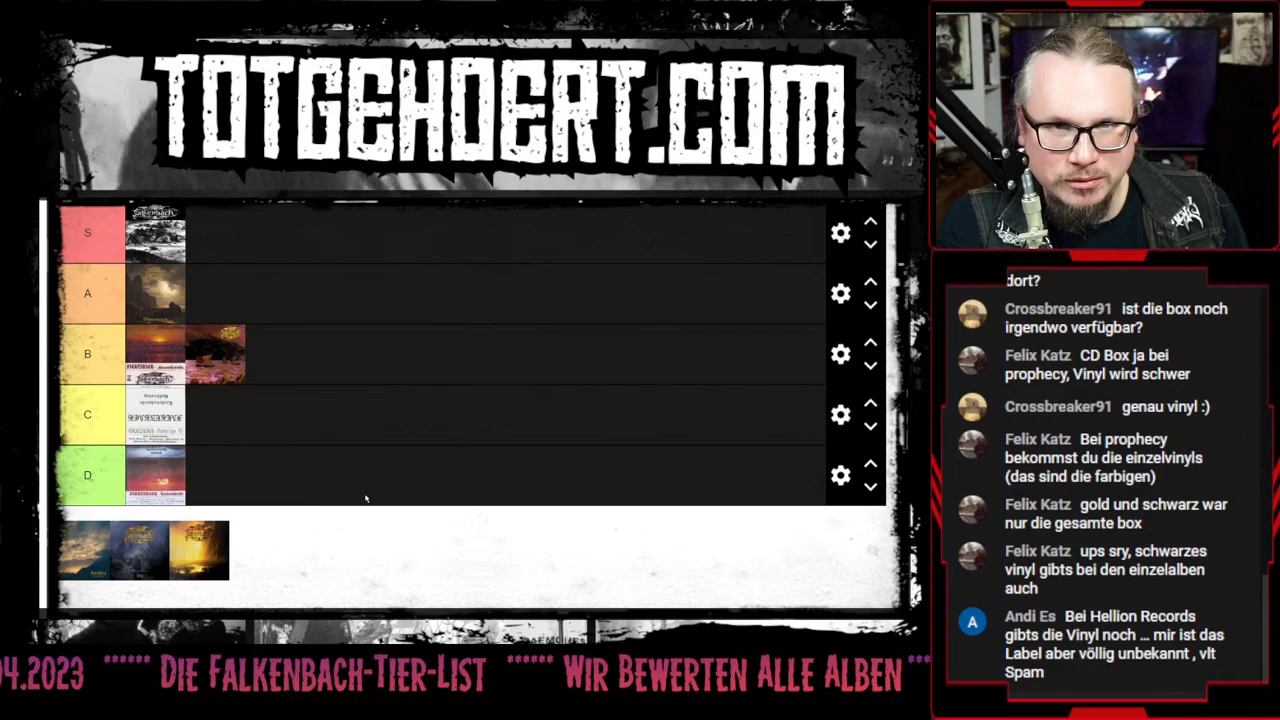 TOTGEHOERT.COM
S
A
B
C
D
dort?
Crossbreaker91 ist die box noch
irgendwo verfügbar?
Felix Katz CD Box ja bei
prophecy, Vinyl wird schwer
Crossbreaker91 genau vinyl :)
Felix Katz Bei prophecy
bekommst du die einzelvinyls
(das sind die farbigen)
Felix Katz gold und schwarz war
nur die gesamte box
Felix Katz ups sry, schwarzes
vinyl gibts bei den einzelalben
auch
A
Andi Es Bei Hellion Records
gibts die Vinyl noch ... mir ist das
Label aber völlig unbekannt , vlt
Spam
04.2023 ****** DIE FALKENBACH-TIER-LIST ****** WIR BEWERTEN ALLE ALBEN ***